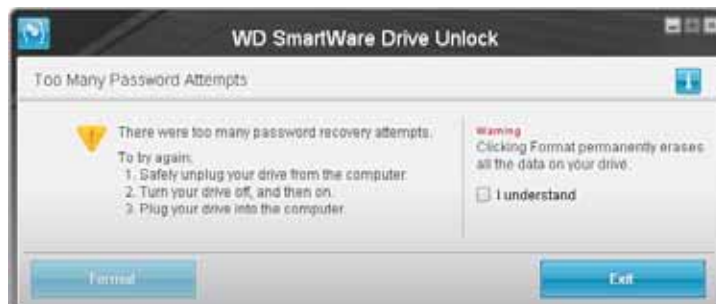 WD SmartWare Drive Unlock
Too Many Password Attempts
There were too many password recovery attempts.
To try again:
1. Safely unplug your drive from the computer.
2. Turn your drive off, and then on.
3. Plug your drive into the computer.
Warning
Clicking Format permanently erases
all the data on your drive.
I understand
Format
Exit